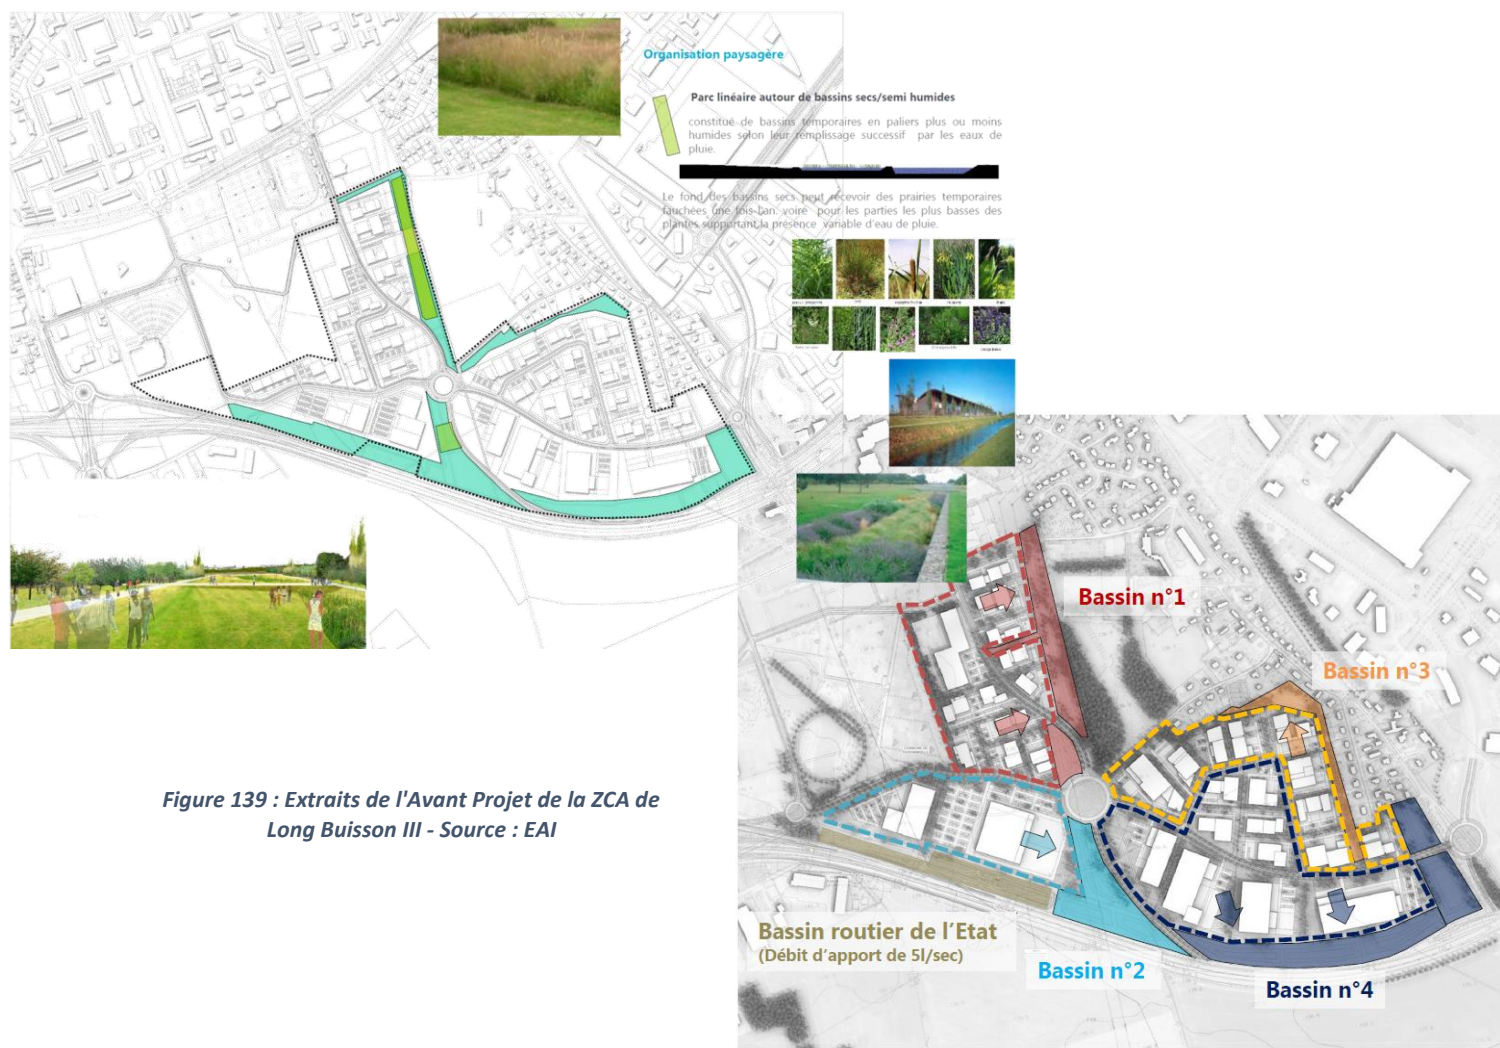 Organisation paysagère
Parc linéaire autour de bassins secs/semi humides
constitué de bassins temporaires en paliers plus ou moins
humides selon leur remplissage successif par les eaux de
pluie.
Le fond des bassins secs peut recevoir des prairies temporaires
fauchées une fois l'an. voire pour les parties les plus basses des
plantes supportant la présence variable d'eau de pluie.
Bassin n°1
Bassin n°3
Figure 139 : Extraits de l'Avant Projet de la ZCA de
Long Buisson III - Source : EAI
Bassin routier de l'Etat
(Débit d'apport de 5l/sec)
Bassin n°2
Bassin n°4